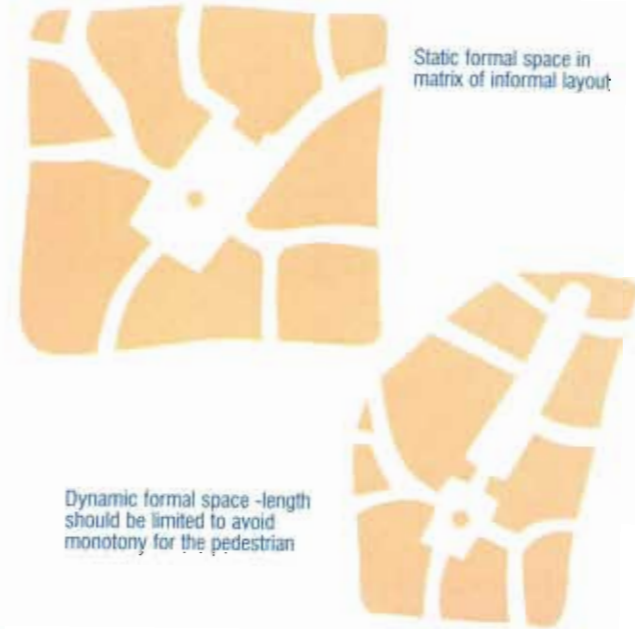 Static formal space in
matrix of informal layout
Dynamic formal space -length
should be limited to avoid
monotony for the pedestrian